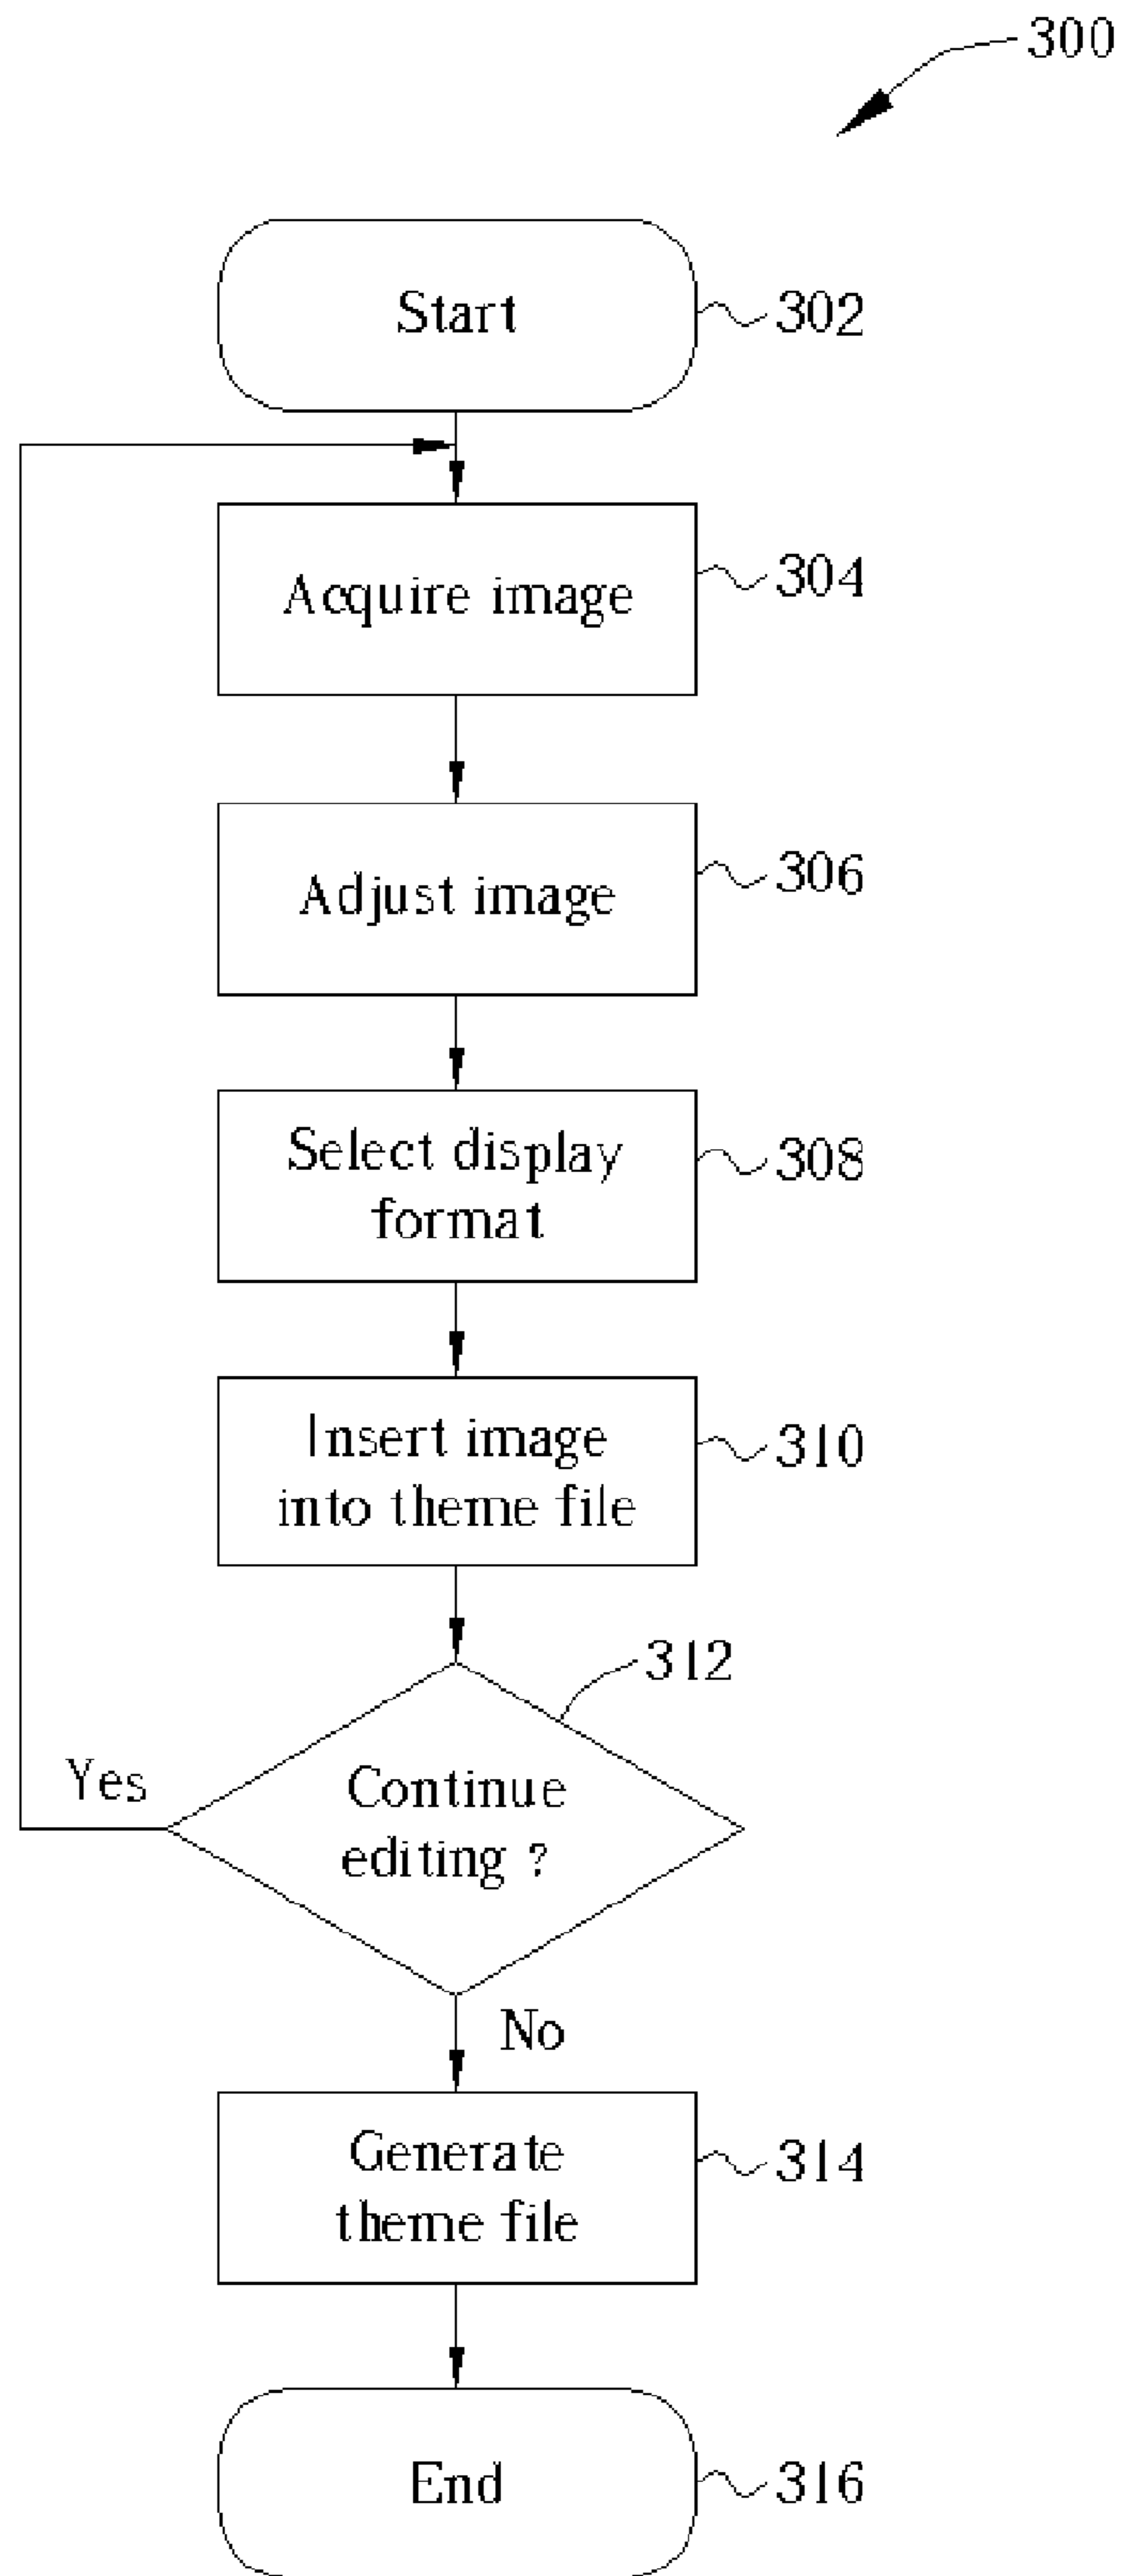 300
Start
302
Acquire image
304
Adjust image
306
Select display
format
308
Insert image
into theme file
310
312
Yes
Continue
editing ?
No
Generate
theme file
314
End
316